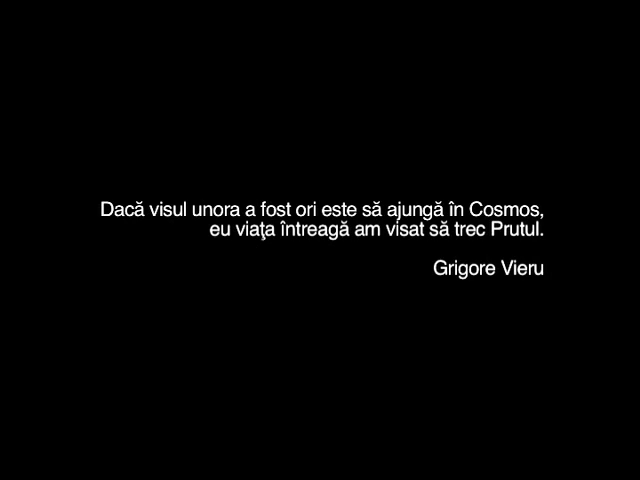 Dacă visul unora a fost ori este să ajungă în Cosmos,
eu viaţa întreagă am visat să trec Prutul.
Grigore Vieru